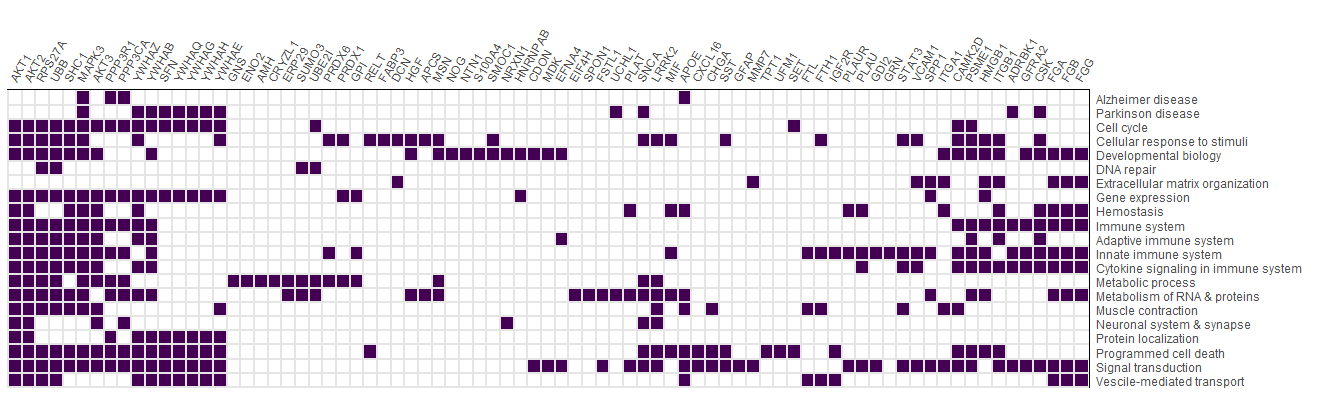 AKT1
AKT2
RPS27A
UBB
SHC1
MAPK3
AKT3
PPP3R1
PPP3CA
YWHAZ
YWHAB
SFN
YWHAQ
YWHAG
YWHAH
YWHAE
GNS
ENO2
AMH
CRYZL1
ERP29
SUMO3
UBE2I
PRDX6
PRDX1
GPI
RELT
FABP3
DCN
HGF
APCS
MSN
NOG
NTN1
S100A4
SMOC1
NRXN1
HNRNPAB
CDON
MDK
EFNA4
EIF4H
SPON1
FSTL1
UCHL1
PLAT
SNCA
LRRK2
MIF
APOE
CXCL16
CHGA
SST
GFAP
MMP7
TPT1
UFM1
SET
FTL
FTH1
IGF2R
PLAUR
PLAU
GDI2
GRN
STAT3
VCAM1
SPP1
ITGA1
CAMK2D
PSME1
HMGB1
ITGB1
ADRBK1
GFRA2
CSK
FGA
FGB
FGG
Alzheimer disease
Parkinson disease
Cell cycle
Cellular response to stimuli
Developmental biology
DNA repair
Extracellular matrix organization
Gene expression
Hemostasis
Immune system
Adaptive immune system
Innate immune system
Cytokine signaling in immune system
Metabolic process
Metabolism of RNA & proteins
Muscle contraction
Neuronal system & synapse
Protein localization
Programmed cell death
Signal transduction
Vescile-mediated transport